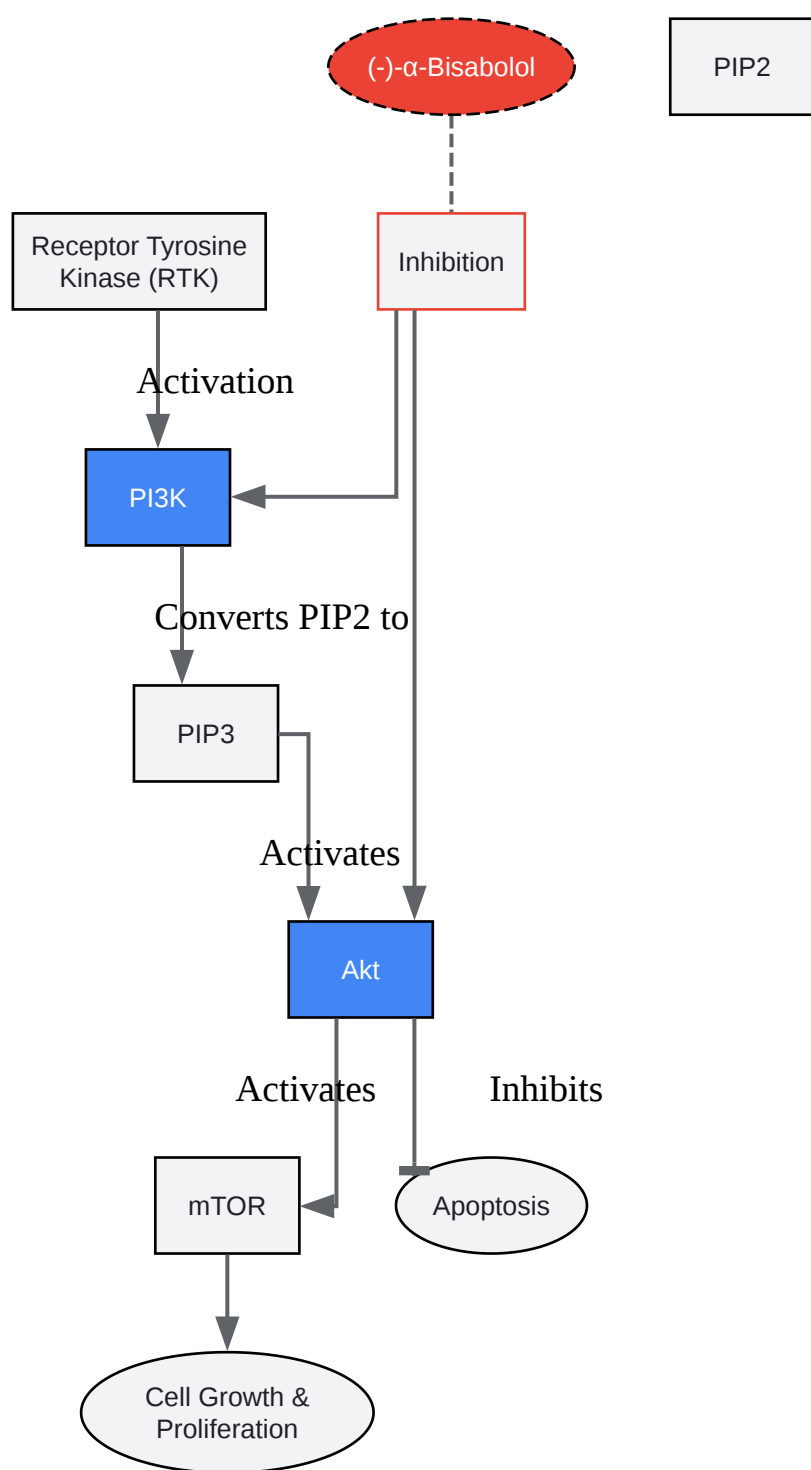 (-)-α-Bisabolol
PIP2
Receptor Tyrosine
Kinase (RTK)
Inhibition
Activation
PI3K
Converts PIP2 to
PIP3
Activates
Akt
Activates
Inhibits
mTOR
Apoptosis
Cell Growth &
Proliferation